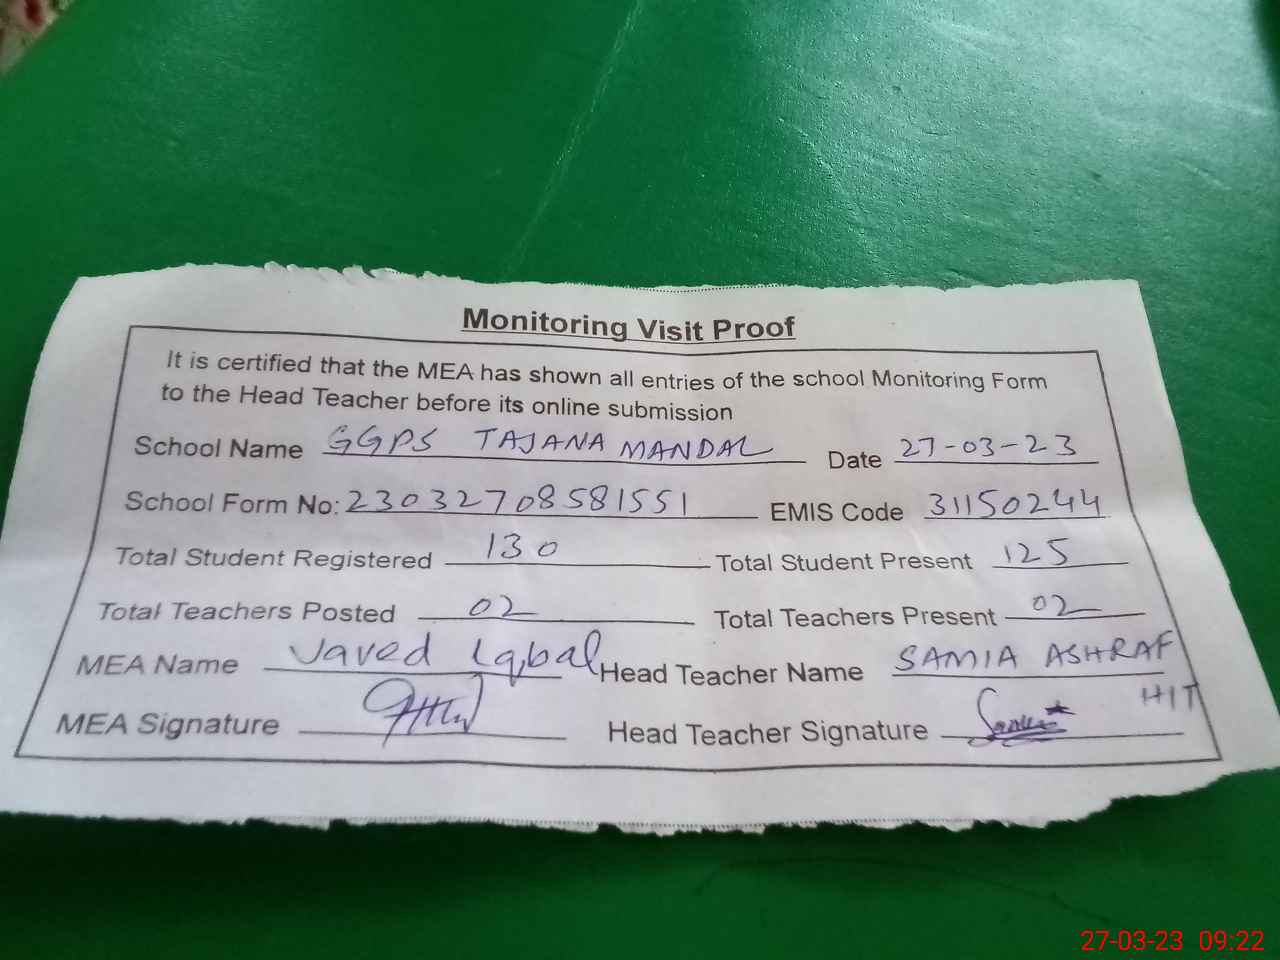 Monitoring Visit Proof
It is certified that the MEA has shown all entries of the school Monitoring Form
to the Head Teacher before its online submission
School Name GGPS TAJANA MANDAL Date 27-03-23
School Form No: 23032708581551 EMIS Code 31150244
Total Student Registered 130 Total Student Present 125
Total Teachers Posted 02 Total Teachers Present 02
MEA Name Javed Iqbal Head Teacher Name SAMIA ASHRAF
HIT
MEA Signature Head Teacher Signature
27-03-23 09:22